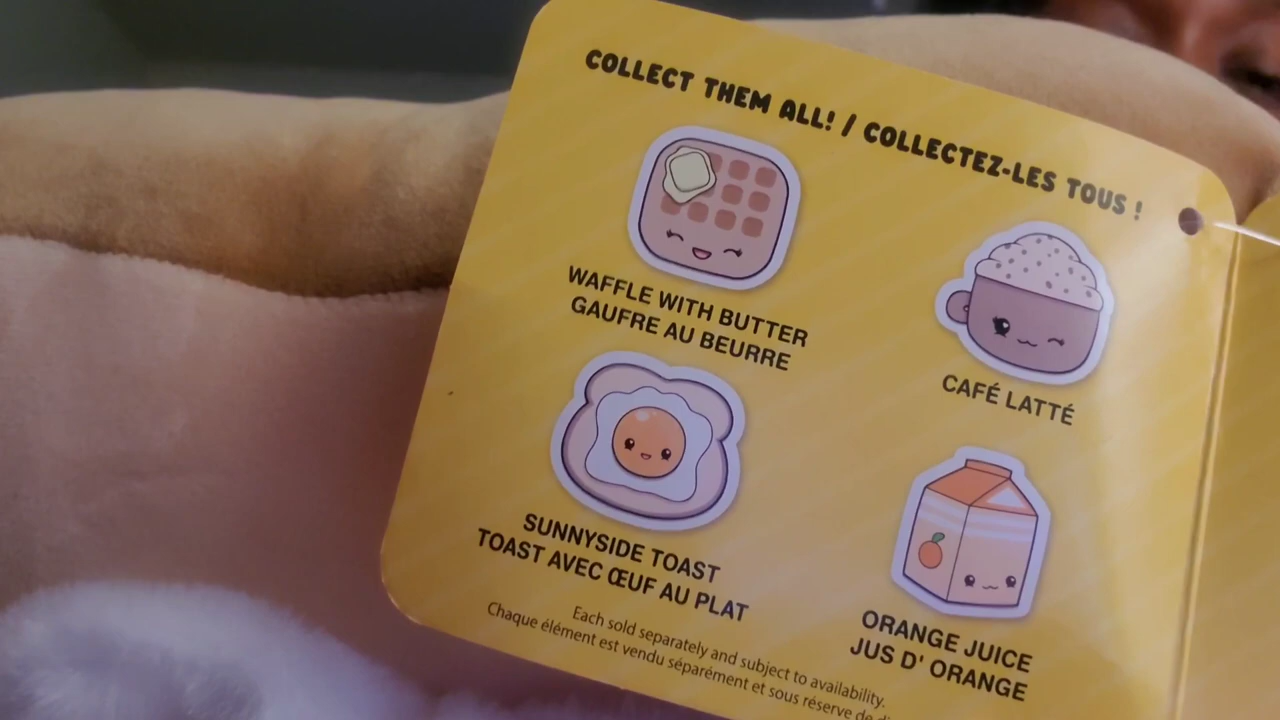 COLLECT THEM ALL! / COLLECTEZ-LES TOUS !
WAFFLE WITH BUTTER
GAUFRE AU BEURRE
CAFÉ LATTÉ
SUNNYSIDE TOAST
TOAST AVEC ŒUF AU PLAT
ORANGE JUICE
JUS D' ORANGE
Each sold separately and subject to availability.
Chaque élément est vendu séparément et sous réserve de